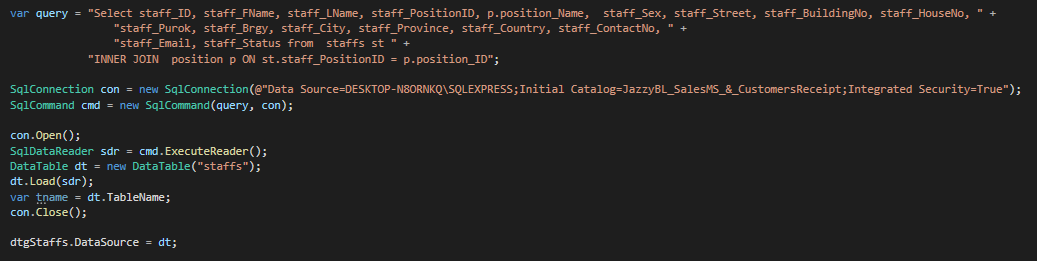 var query = "Select staff_ID, staff_FName, staff_LName, staff_PositionID, p.position_Name,  staff_Sex, staff_Street, staff_BuildingNo, staff_HouseNo, " +
"staff_Purok, staff_Brgy, staff_City, staff_Province, staff_Country, staff_ContactNo, " +
"staff_Email, staff_Status from  staffs st " +
"INNER JOIN  position p ON st.staff_PositionID = p.position_ID";
SqlConnection con = new SqlConnection(@"Data Source=DESKTOP-N8ORNKQ\SQLEXPRESS;Initial Catalog=JazzyBL_SalesMS_&_CustomersReceipt;Integrated Security=True");
SqlCommand cmd = new SqlCommand(query, con);
con.Open();
SqlDataReader sdr = cmd.ExecuteReader();
DataTable dt = new DataTable("staffs");
dt.Load(sdr);
var tname = dt.TableName;
con.Close();
dtgStaffs.DataSource = dt;